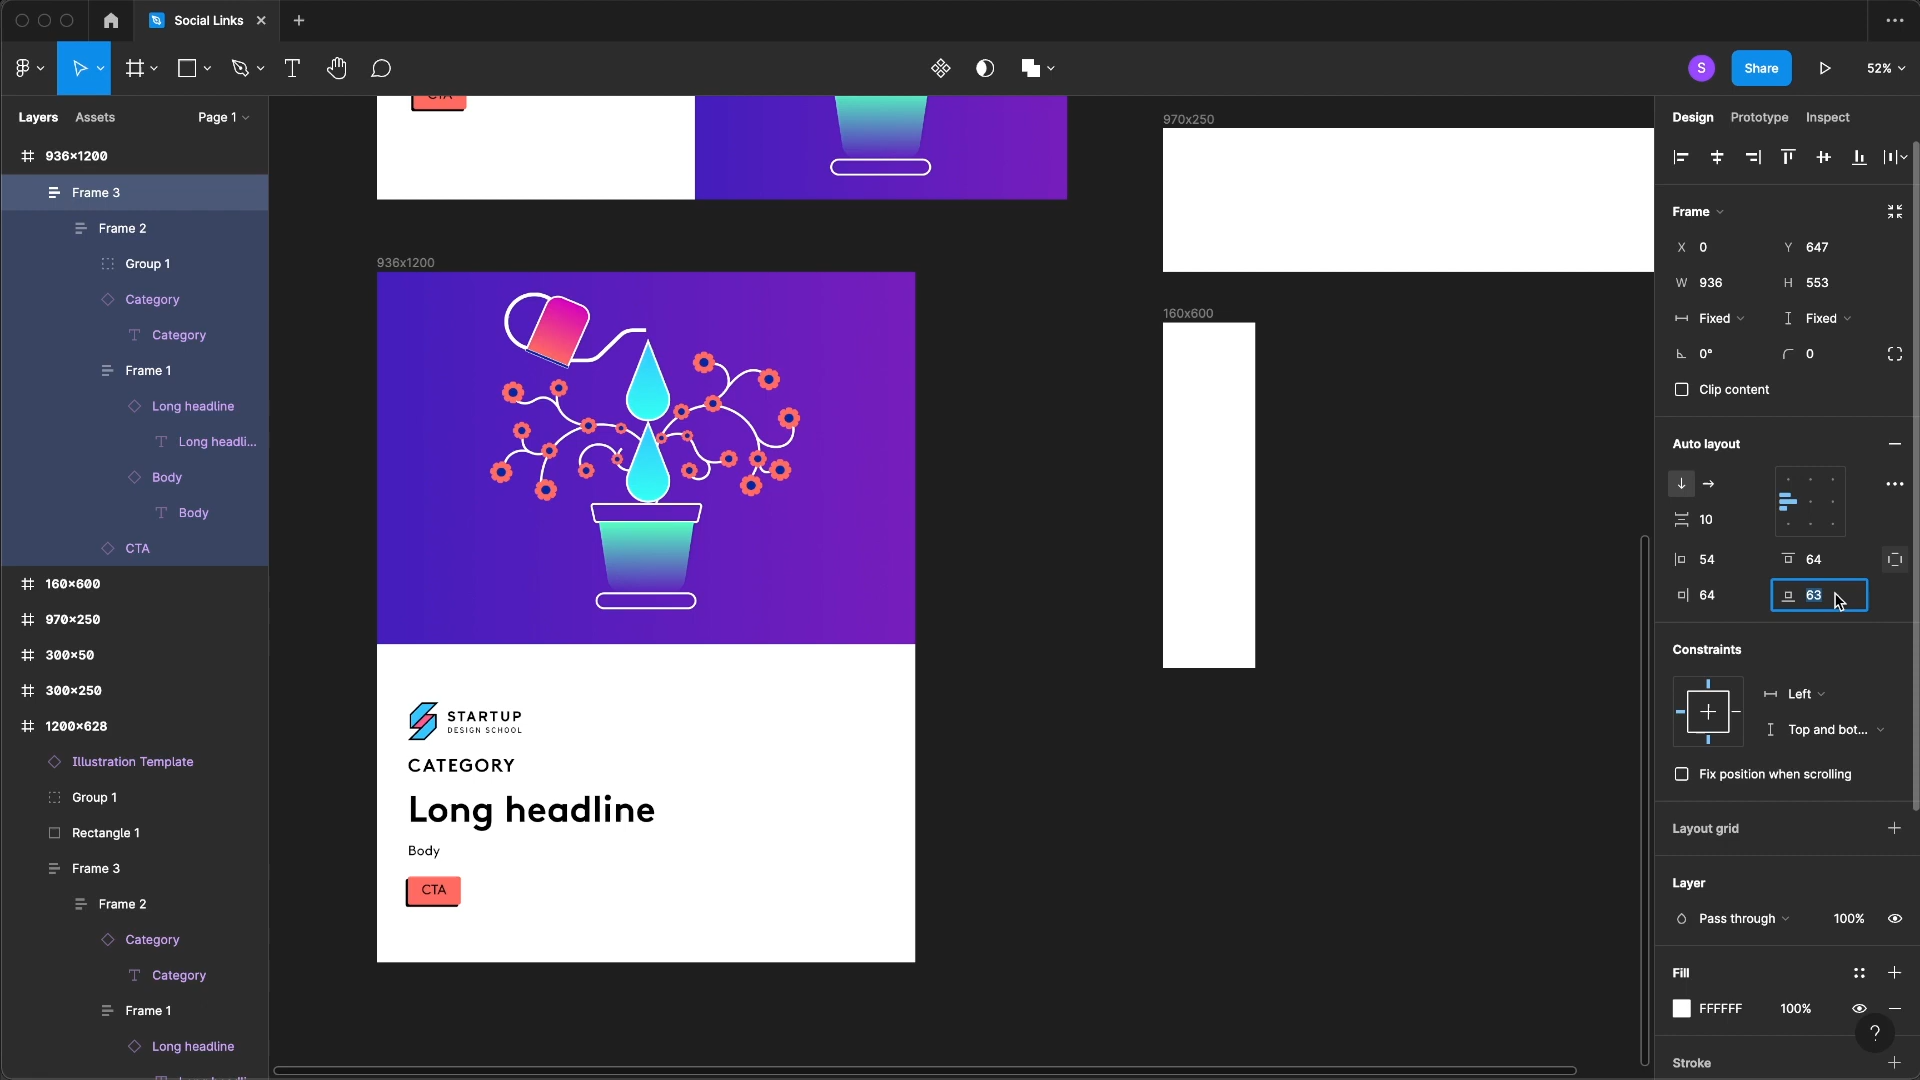 Social Links
S
Share
52%
Layers
Assets
Page 1
936×1200
Frame 3
Frame 2
Group 1
Category
Category
Frame 1
Long headline
Long headli...
Body
Body
CTA
160×600
970×250
300×50
300×250
1200×628
Illustration Template
Group 1
Rectangle 1
Frame 3
Frame 2
Category
Category
Frame 1
Long headline
CTA
970x250
936x1200
160x600
STARTUP
DESIGN SCHOOL
CATEGORY
Long headline
Body
CTA
Design
Prototype
Inspect
Frame
X 0
Y 647
W 936
H 553
Fixed
Fixed
0°
0
Clip content
Auto layout
10
54
64
64
63
Constraints
Left
Top and bot...
Fix position when scrolling
Layout grid
Layer
Pass through
100%
Fill
FFFFFF
100%
?
Stroke